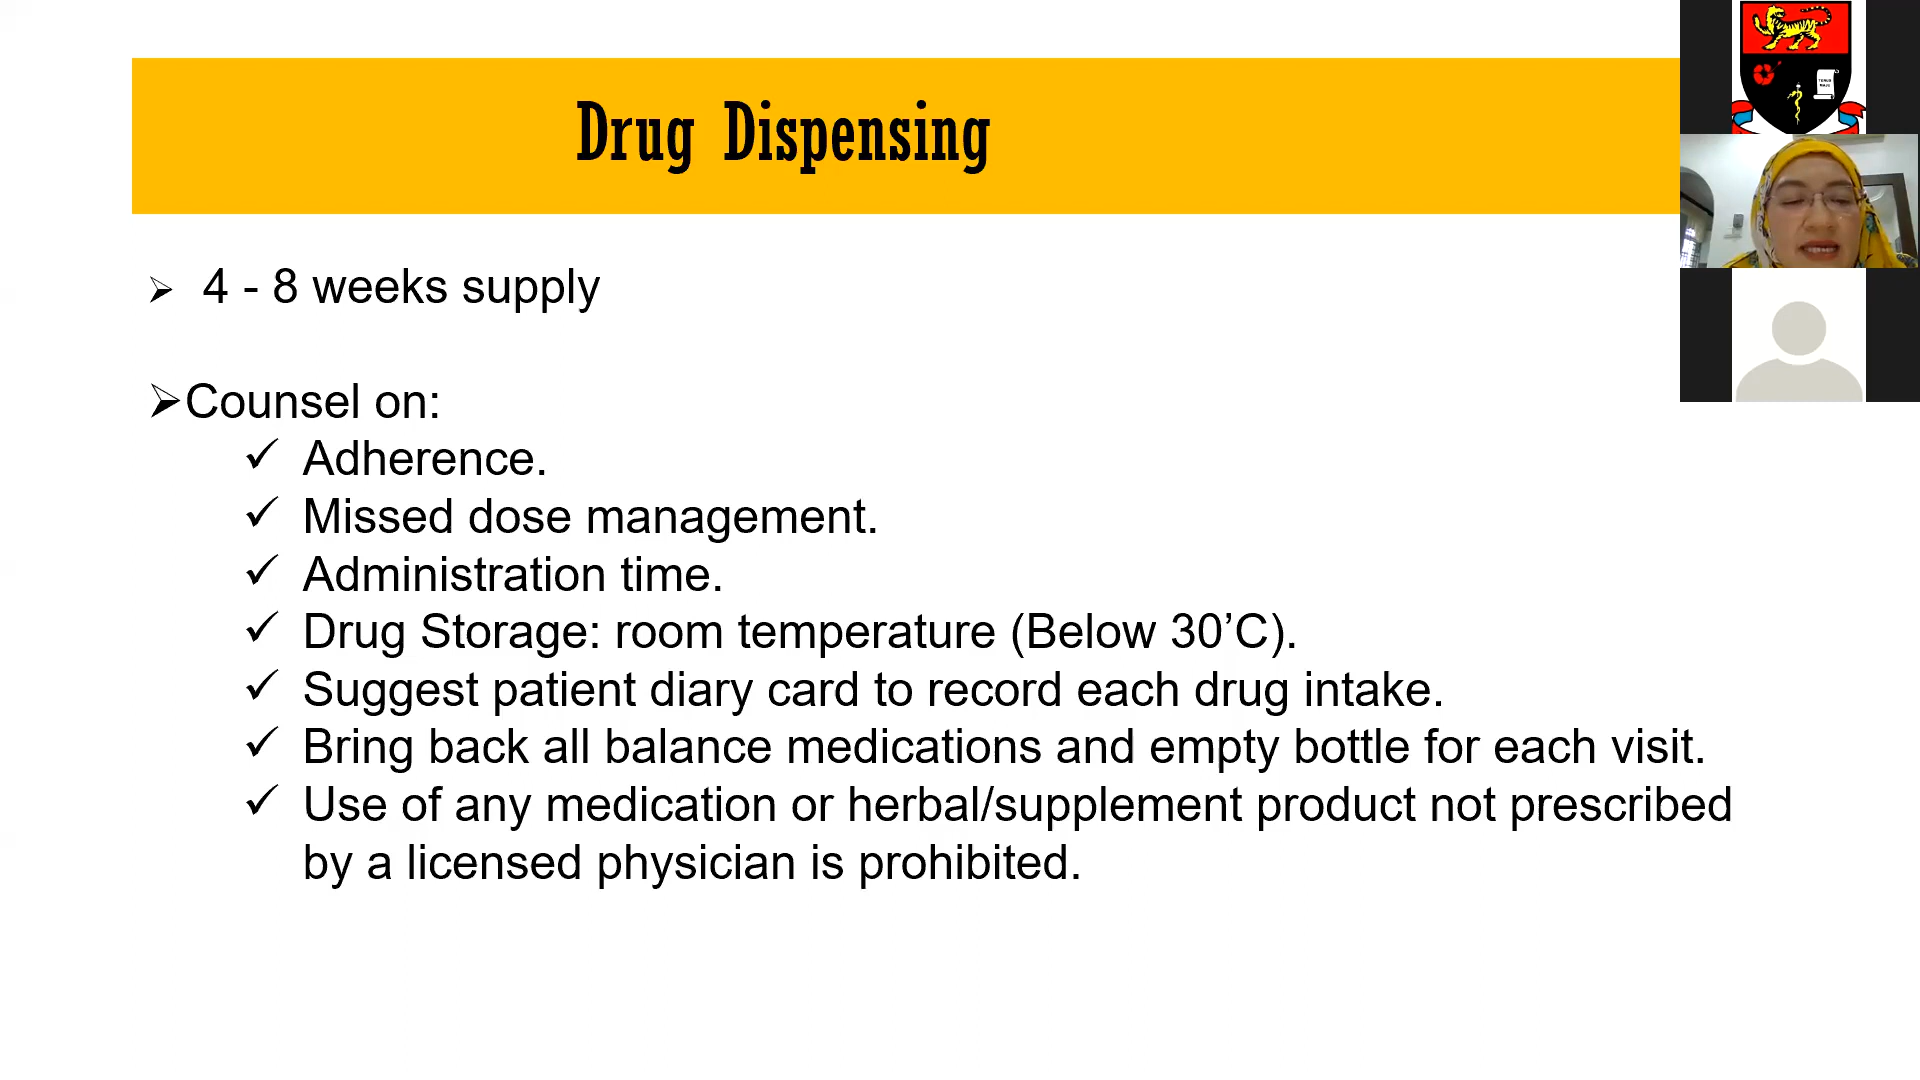 Drug Dispensing
➢ 4 - 8 weeks supply
➢Counsel on:
✓ Adherence.
✓ Missed dose management.
✓ Administration time.
✓ Drug Storage: room temperature (Below 30’C).
✓ Suggest patient diary card to record each drug intake.
✓ Bring back all balance medications and empty bottle for each visit.
✓ Use of any medication or herbal/supplement product not prescribed
by a licensed physician is prohibited.